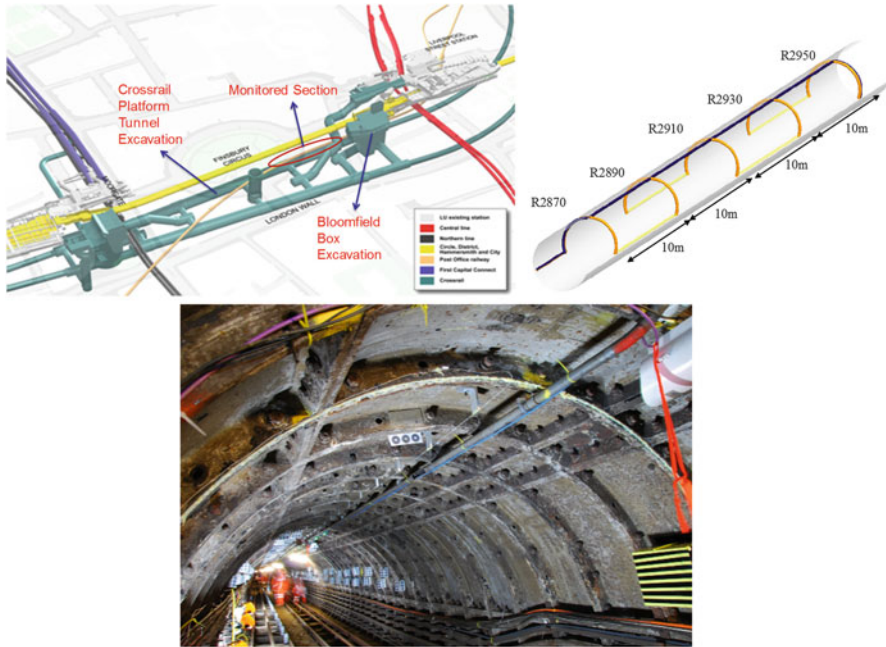 LIVERPOOL
STREET STATION
Crossrail
Platform
Tunnel
Excavation
Monitored Section
FINSBURY
CIRCUS
LONDON WALL
Bloomfield
Box
Excavation
LU existing station
Central line
Northern line
Circle, District,
Hammersmith and City
Post Office railway
First Capital Connect
Crossrail
R2950
R2930
R2910
R2890
R2870
10m
10m
10m
10m